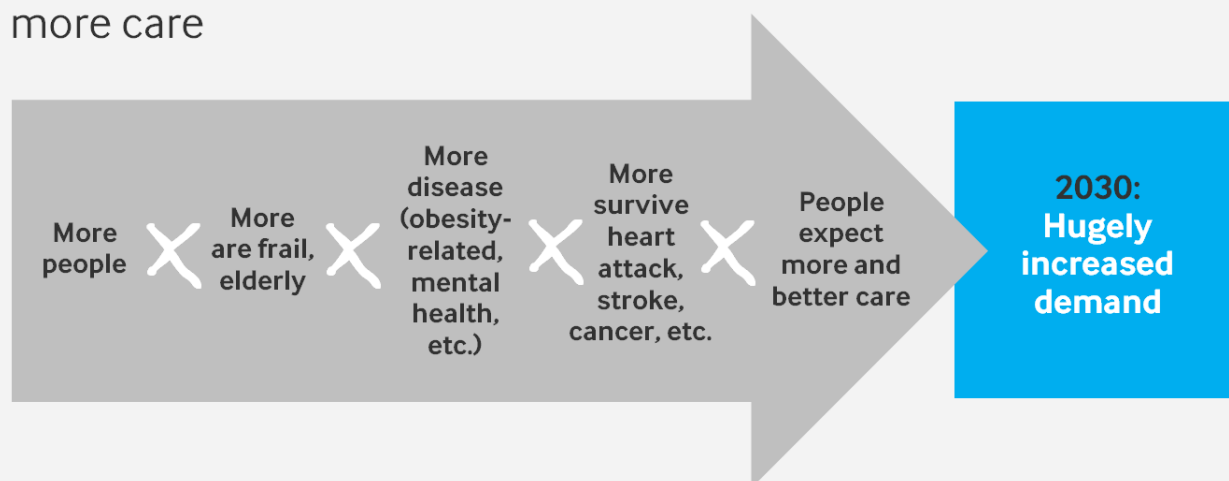 more care
More
people
More
are frail,
elderly
More
disease
(obesity-
related,
mental
health,
etc.)
More
survive
heart
attack,
stroke,
cancer, etc.
People
expect
more and
better care
2030:
Hugely
increased
demand